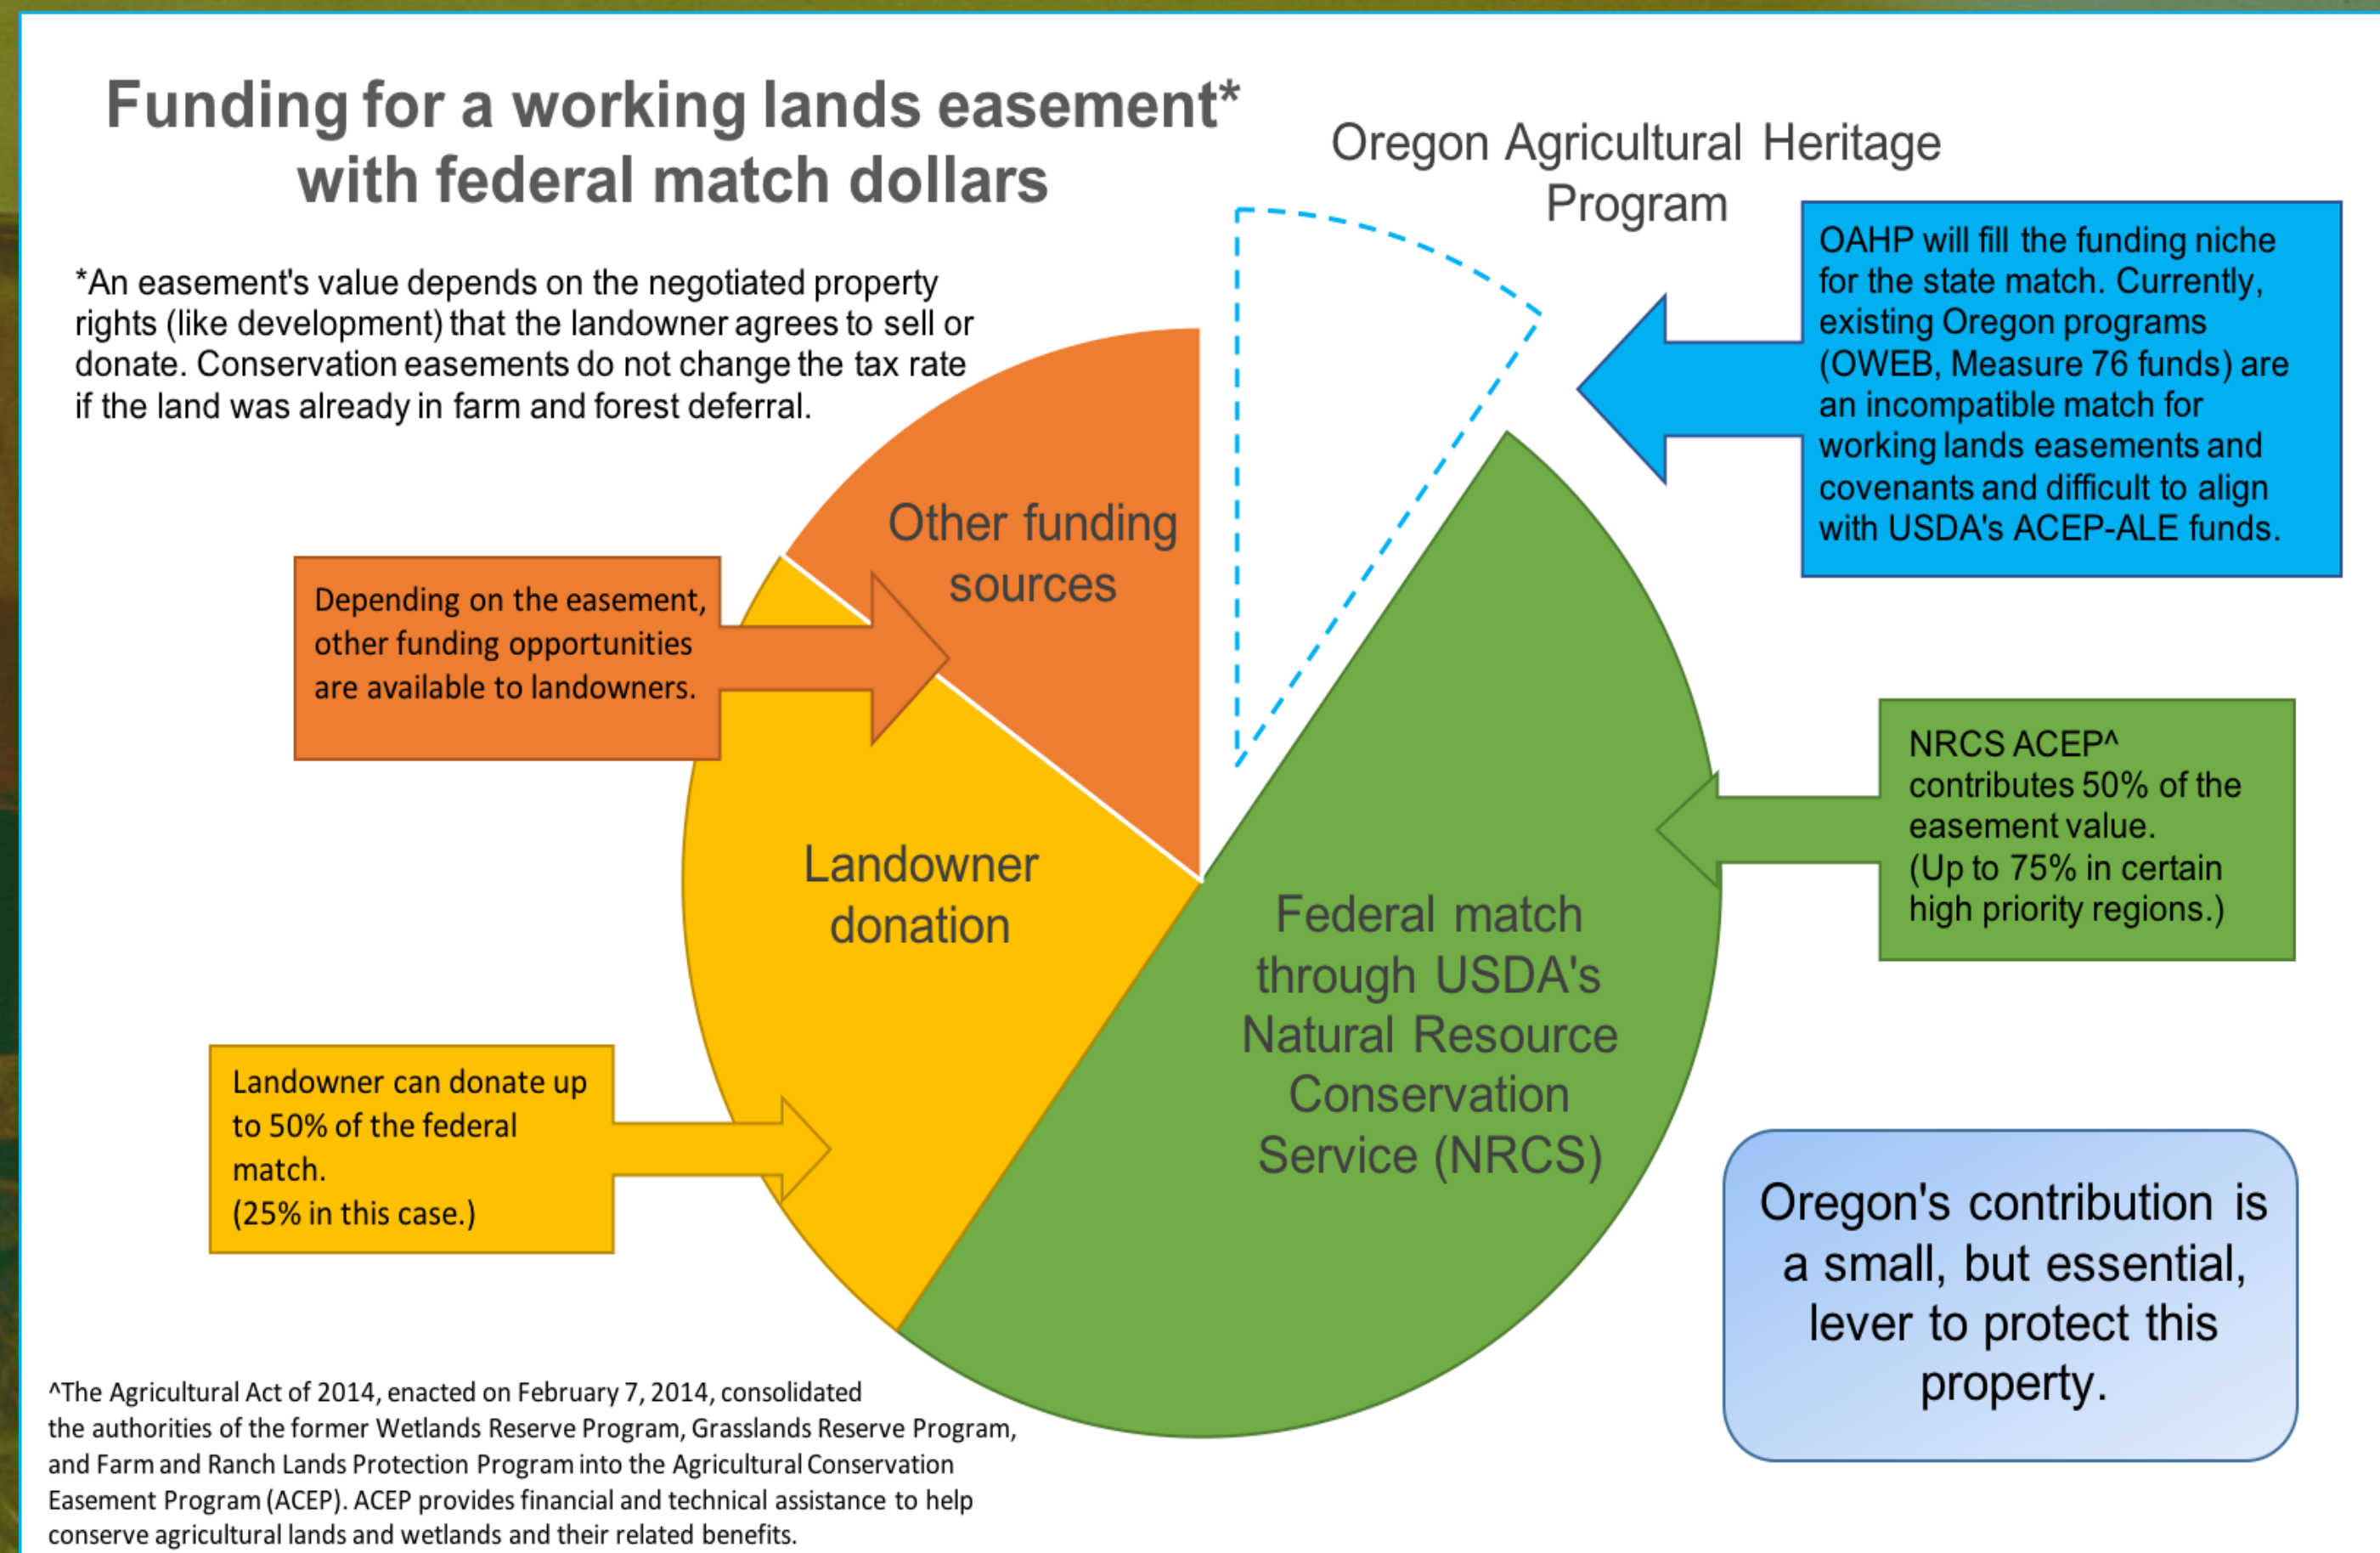 Funding for a working lands easement*
with federal match dollars
*An easement's value depends on the negotiated property
rights (like development) that the landowner agrees to sell or
donate. Conservation easements do not change the tax rate
if the land was already in farm and forest deferral.
Oregon Agricultural Heritage
Program
OAHP will fill the funding niche
for the state match. Currently,
existing Oregon programs
(OWEB, Measure 76 funds) are
an incompatible match for
working lands easements and
covenants and difficult to align
with USDA's ACEP-ALE funds.
Other funding
sources
Depending on the easement,
other funding opportunities
are available to landowners.
NRCS ACEP^
contributes 50% of the
easement value.
(Up to 75% in certain
high priority regions.)
Landowner
donation
Federal match
through USDA's
Natural Resource
Conservation
Service (NRCS)
Landowner can donate up
to 50% of the federal
match.
(25% in this case.)
Oregon's contribution is
a small, but essential,
lever to protect this
property.
^The Agricultural Act of 2014, enacted on February 7, 2014, consolidated
the authorities of the former Wetlands Reserve Program, Grasslands Reserve Program,
and Farm and Ranch Lands Protection Program into the Agricultural Conservation
Easement Program (ACEP). ACEP provides financial and technical assistance to help
conserve agricultural lands and wetlands and their related benefits.